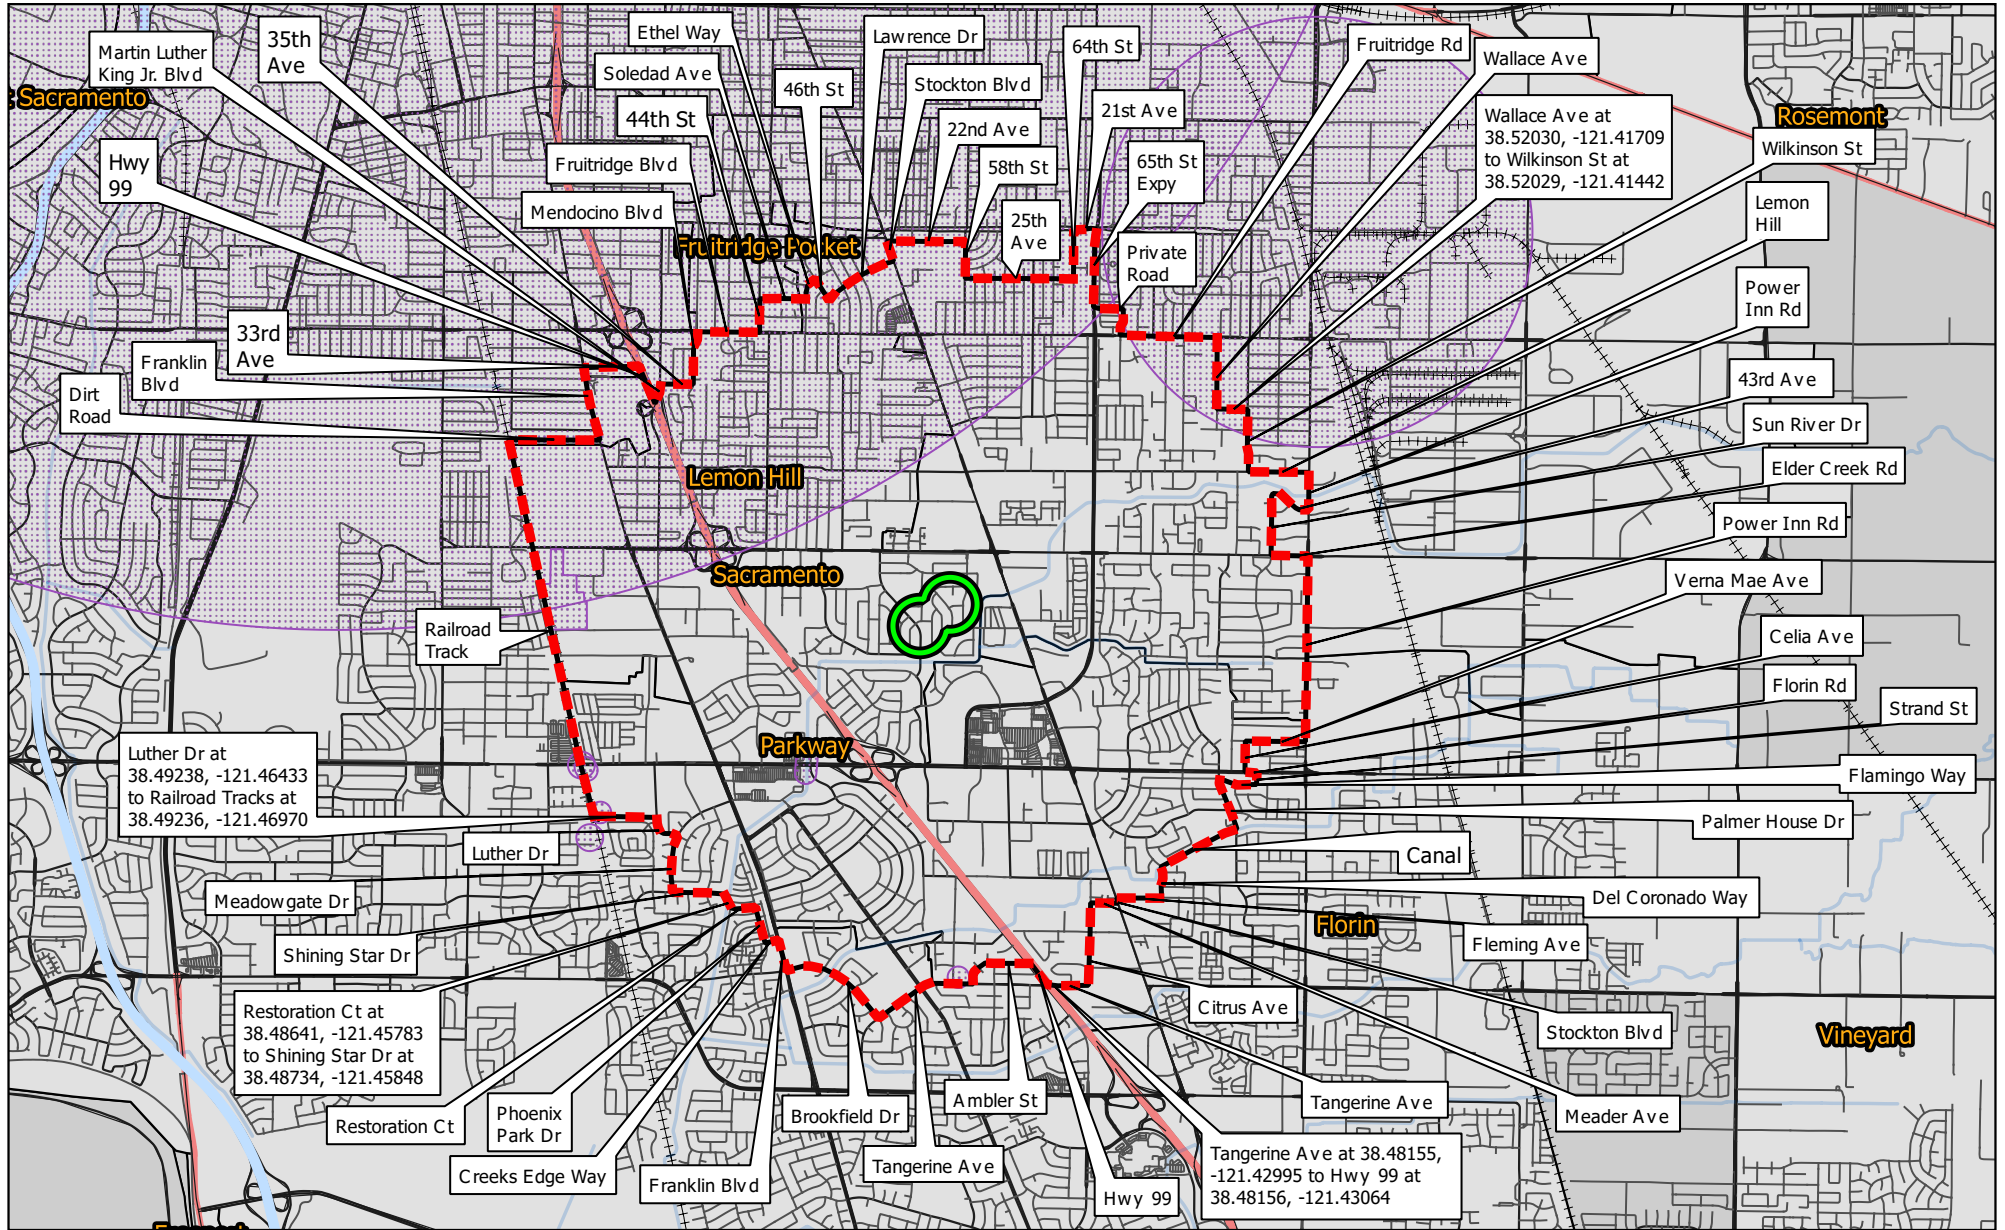 Martin Luther
King Jr. Blvd
35th
Ave
Ethel Way
Lawrence Dr
64th St
Fruitridge Rd
Wallace Ave
Soledad Ave
46th St
Stockton Blvd
Sacramento
44th St
22nd Ave
21st Ave
Wallace Ave at
38.52030, -121.41709
to Wilkinson St at
38.52029, -121.41442
Rosemont
Wilkinson St
Hwy
99
Fruitridge Blvd
58th St
65th St
Expy
Mendocino Blvd
25th
Ave
Lemon
Hill
Fruitridge Pocket
Private
Road
Power
Inn Rd
33rd
Ave
Franklin
Blvd
Dirt
Road
43rd Ave
Sun River Dr
Elder Creek Rd
Lemon Hill
Power Inn Rd
Sacramento
Verna Mae Ave
Railroad
Track
Celia Ave
Florin Rd
Strand St
Parkway
Luther Dr at
38.49238, -121.46433
to Railroad Tracks at
38.49236, -121.46970
Flamingo Way
Palmer House Dr
Luther Dr
Canal
Meadowgate Dr
Del Coronado Way
Florin
Shining Star Dr
Fleming Ave
Restoration Ct at
38.48641, -121.45783
to Shining Star Dr at
38.48734, -121.45848
Citrus Ave
Stockton Blvd
Vineyard
Restoration Ct
Phoenix
Park Dr
Brookfield Dr
Ambler St
Tangerine Ave
Meader Ave
Creeks Edge Way
Franklin Blvd
Tangerine Ave
Hwy 99
Tangerine Ave at 38.48155,
-121.42995 to Hwy 99 at
38.48156, -121.43064